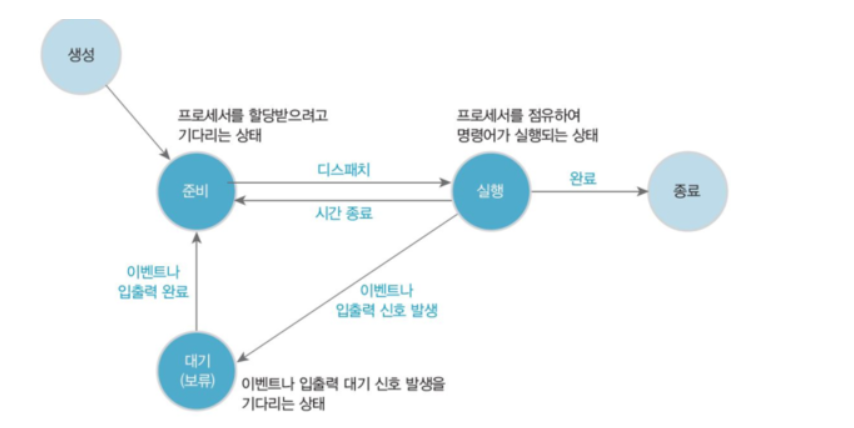 생성
프로세서를 할당받으려고
기다리는 상태
프로세서를 점유하여
명령어가 실행되는 상태
준비
디스패치
시간 종료
실행
완료
종료
이벤트나
입출력 완료
이벤트나
입출력 신호 발생
대기
(보류)
이벤트나 입출력 대기 신호 발생을
기다리는 상태